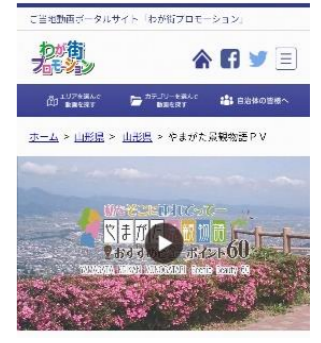 ご当地動画ポータルサイト「わが街プロモーション」
わが街
プロモーション
エリアを選んで
動画を探す
カテゴリーを選んで
動画を探す
自治体の皆様へ
ホーム > 山形県 > 山形県 > やまがた景観物語PV
やまがた景観物語
おすすめビューポイント60